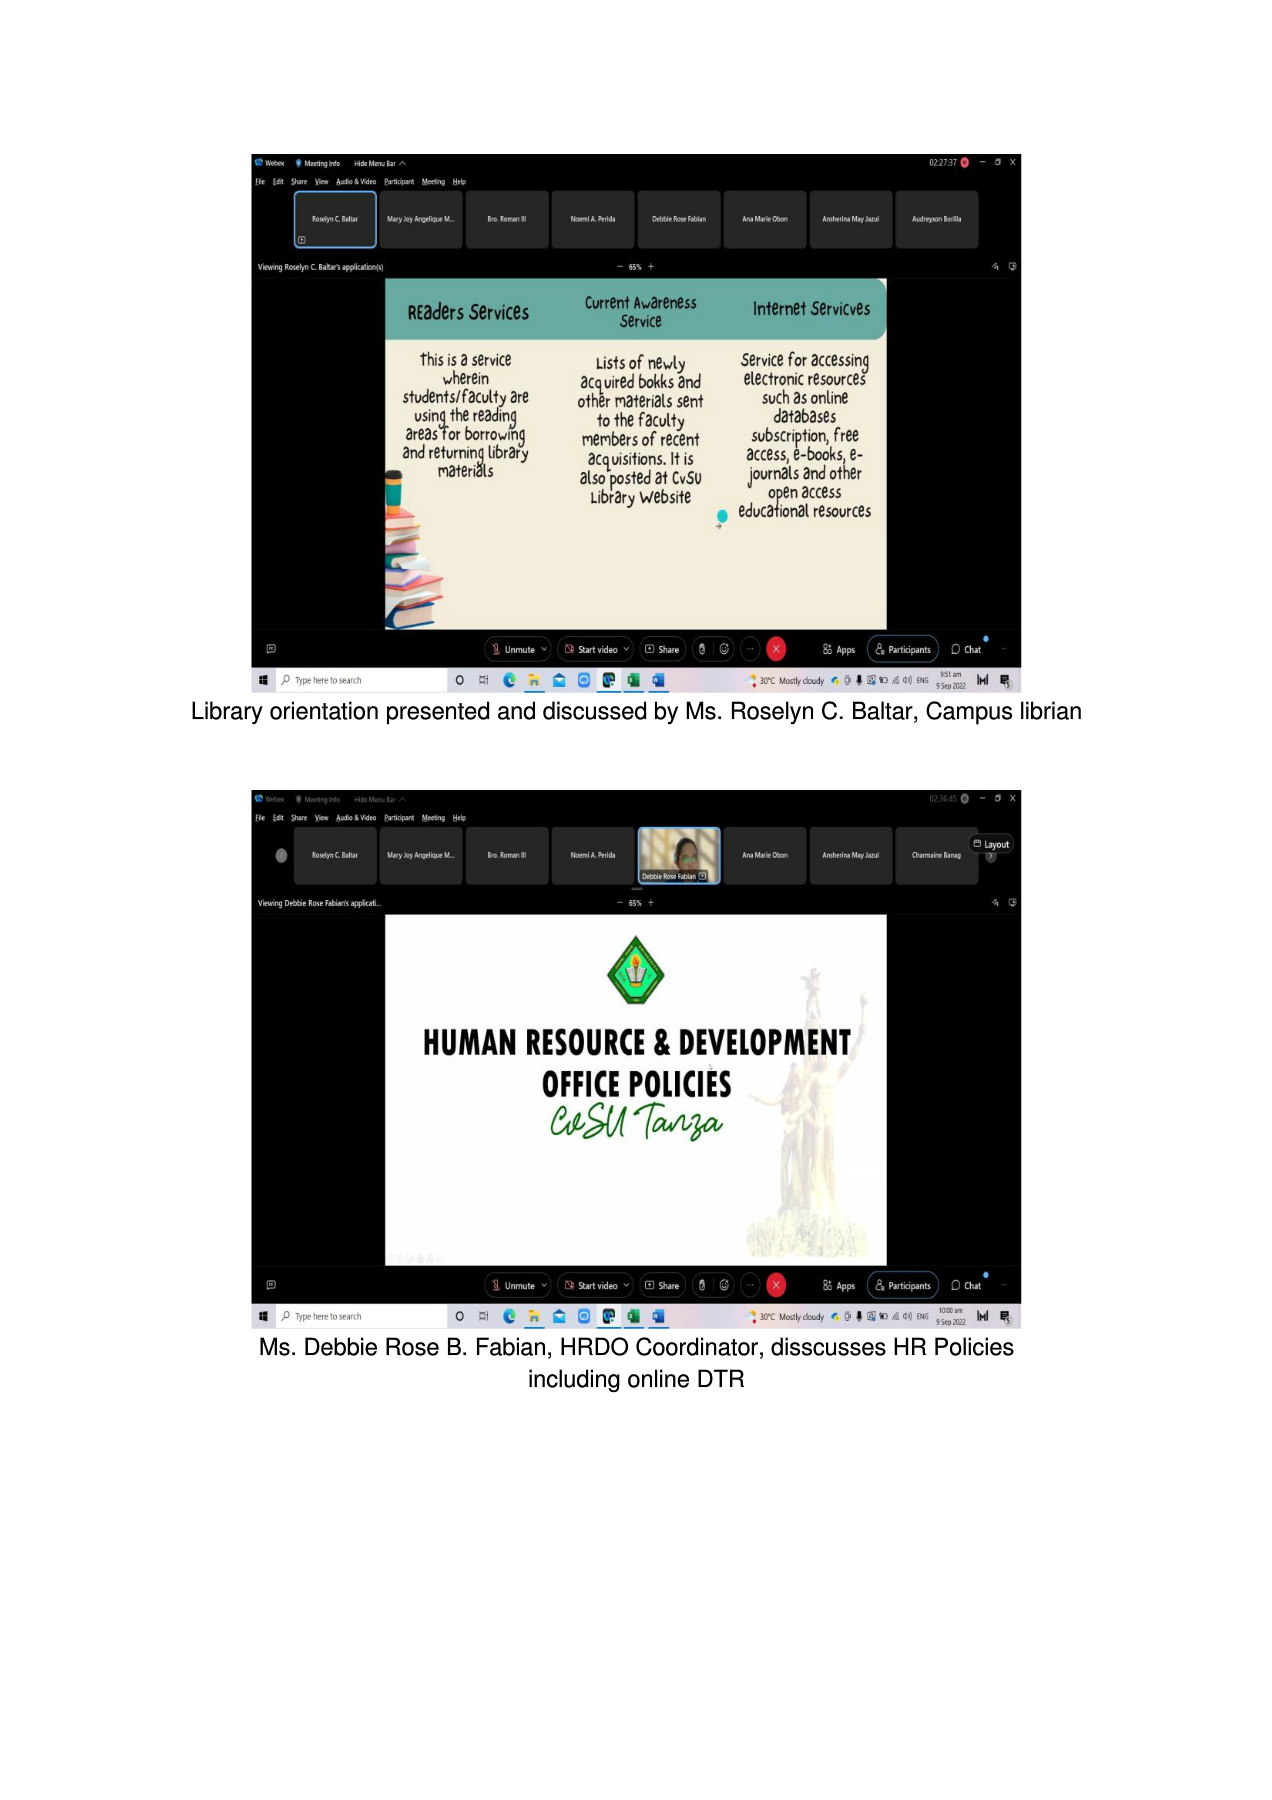 Webex Meeting Info Hide Menu Bar
02:27:37
File Edit Share View Audio & Video Participant Meeting Help
Roselyn C. Baltar Mary Joy Angelique M... Bro. Roman III Noemi A. Perida Debbie Rose Fabian Ana Marie Obon Ansherina May Jazul Audreyson Borilla
Viewing Roselyn C. Baltar's application(s)
65%
Readers Services
This is a service
wherein
students/faculty are
using the reading
areas for borrowing
and returning library
materials
Current Awareness
Service
Lists of newly
acquired bokks and
other materials sent
to the faculty
members of recent
acquisitions. It is
also posted at CvSU
Library Website
Internet Servicves
Service for accessing
electronic resources
such as online
databases
subscription, free
access, e-books, e-
journals and other
open access
educational resources
Unmute Start video Share Apps Participants Chat
Type here to search
30°C Mostly cloudy ENG
9:51 am
9 Sep 2022
Library orientation presented and discussed by Ms. Roselyn C. Baltar, Campus librian
Webex Meeting Info Hide Menu Bar
02:36:45
File Edit Share View Audio & Video Participant Meeting Help
Layout
Roselyn C. Baltar Mary Joy Angelique M... Bro. Roman III Noemi A. Perida Debbie Rose Fabian Ana Marie Obon Ansherina May Jazul Charmaine Banag
Viewing Debbie Rose Fabian's applicati...
65%
HUMAN RESOURCE & DEVELOPMENT
OFFICE POLICIES
CvSU Tanza
Unmute Start video Share Apps Participants Chat
Type here to search
30°C Mostly cloudy ENG
10:00 am
9 Sep 2022
Ms. Debbie Rose B. Fabian, HRDO Coordinator, disscusses HR Policies
including online DTR